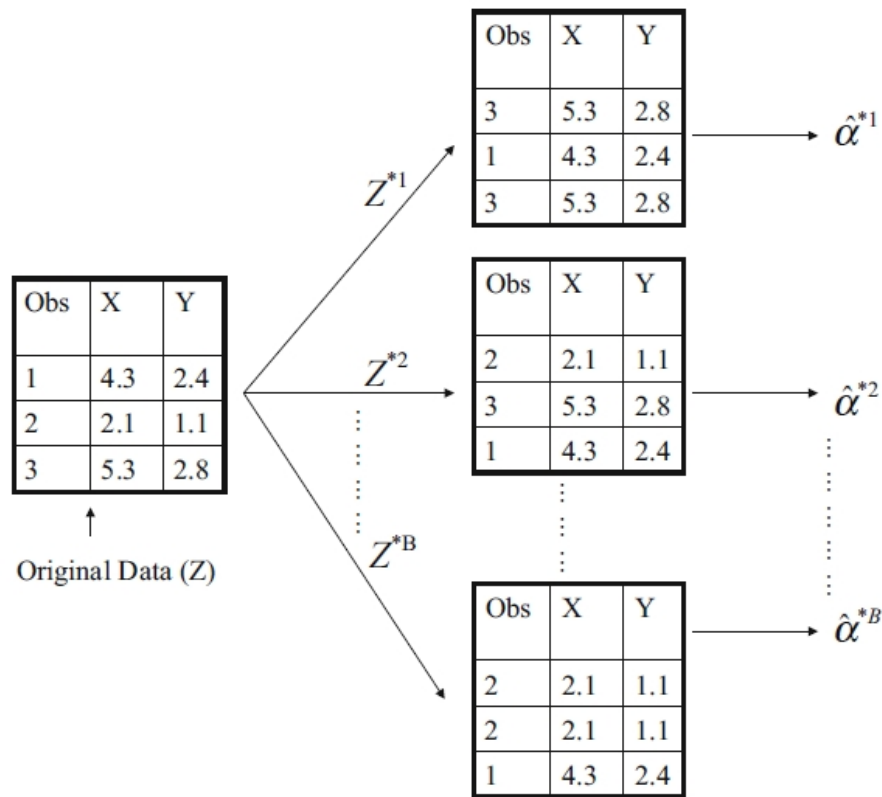 Obs X Y
3 5.3 2.8
1 4.3 2.4
3 5.3 2.8
α̂*1
Z*1
Obs X Y
1 4.3 2.4
2 2.1 1.1
3 5.3 2.8
Original Data (Z)
Z*2
Obs X Y
2 2.1 1.1
3 5.3 2.8
1 4.3 2.4
α̂*2
Z*B
Obs X Y
2 2.1 1.1
2 2.1 1.1
1 4.3 2.4
α̂*B